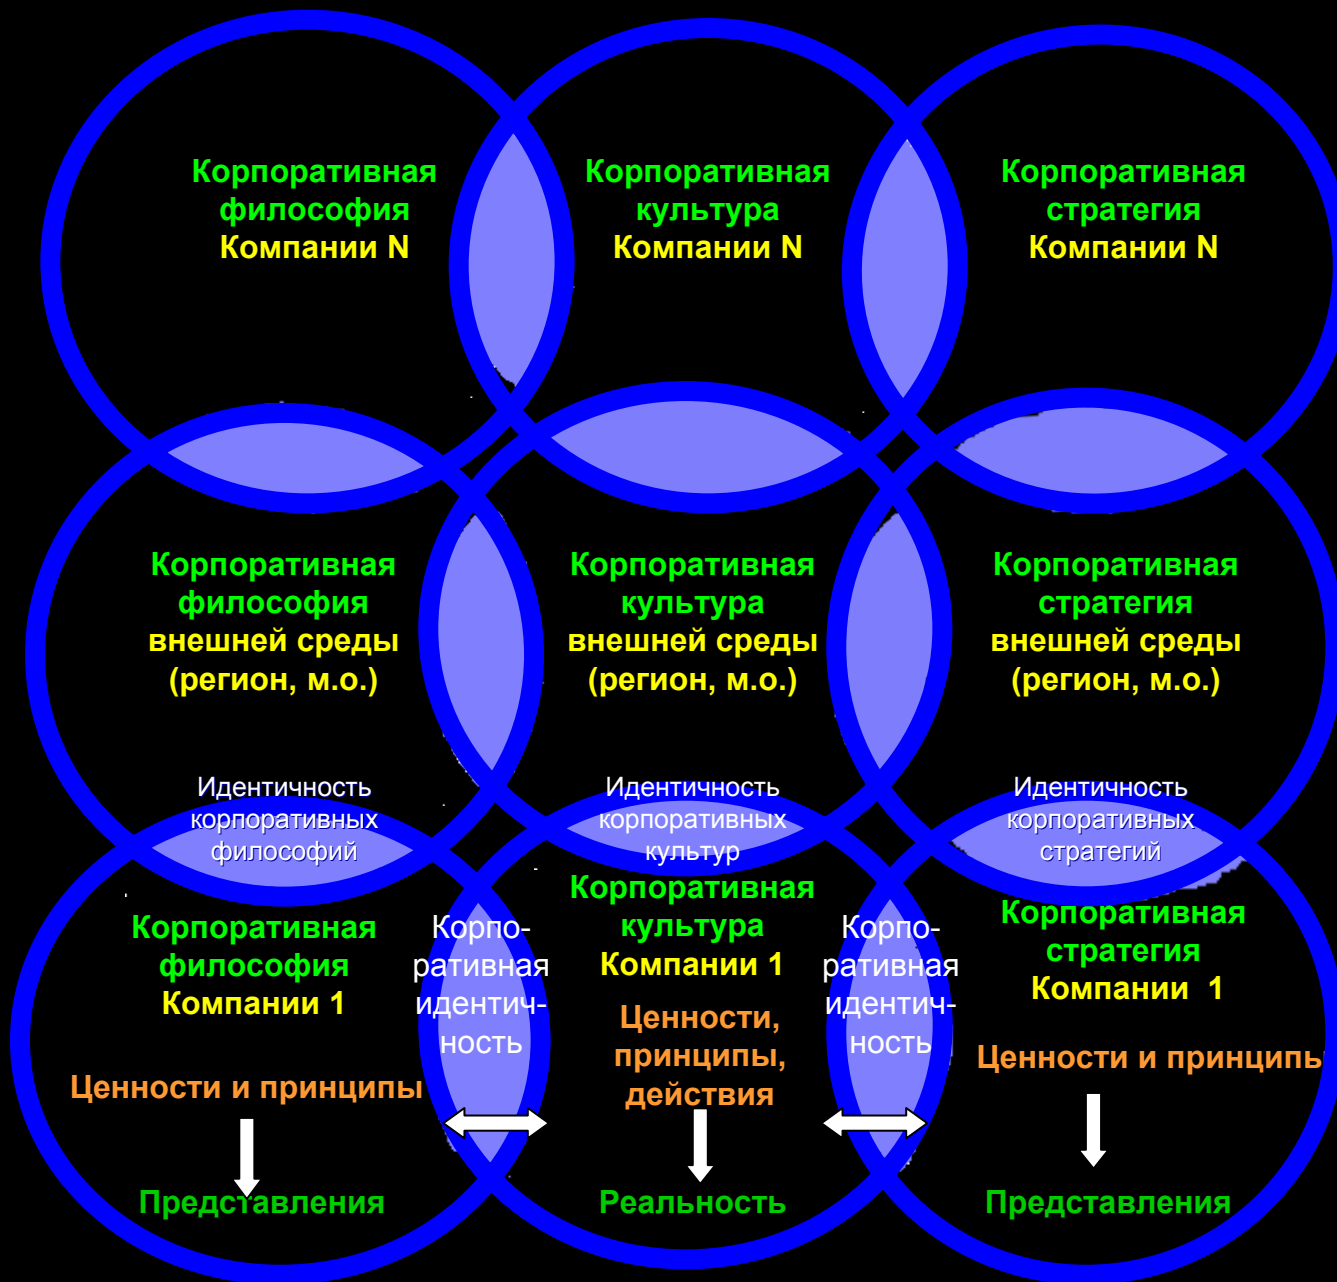 Корпоративная
философия
Компании N
Корпоративная
культура
Компании N
Корпоративная
стратегия
Компании N
Корпоративная
философия
внешней среды
(регион, м.о.)
Корпоративная
культура
внешней среды
(регион, м.о.)
Корпоративная
стратегия
внешней среды
(регион, м.о.)
Идентичность
корпоративных
философий
Идентичность
корпоративных
культур
Идентичность
корпоративных
стратегий
Корпоративная
философия
Компании 1
Ценности и принципы
Представления
Корпо-
ративная
идентич-
ность
Корпоративная
культура
Компании 1
Ценности,
принципы,
действия
Реальность
Корпо-
ративная
идентич-
ность
Корпоративная
стратегия
Компании 1
Ценности и принципы
Представления